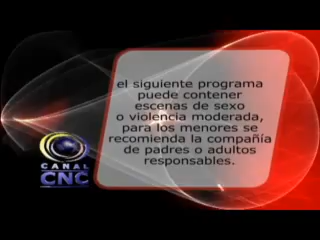 el siguiente programa
puede contener
escenas de sexo
o violencia moderada,
para los menores se
recomienda la compañía
de padres o adultos
responsables.
CANAL
CNC